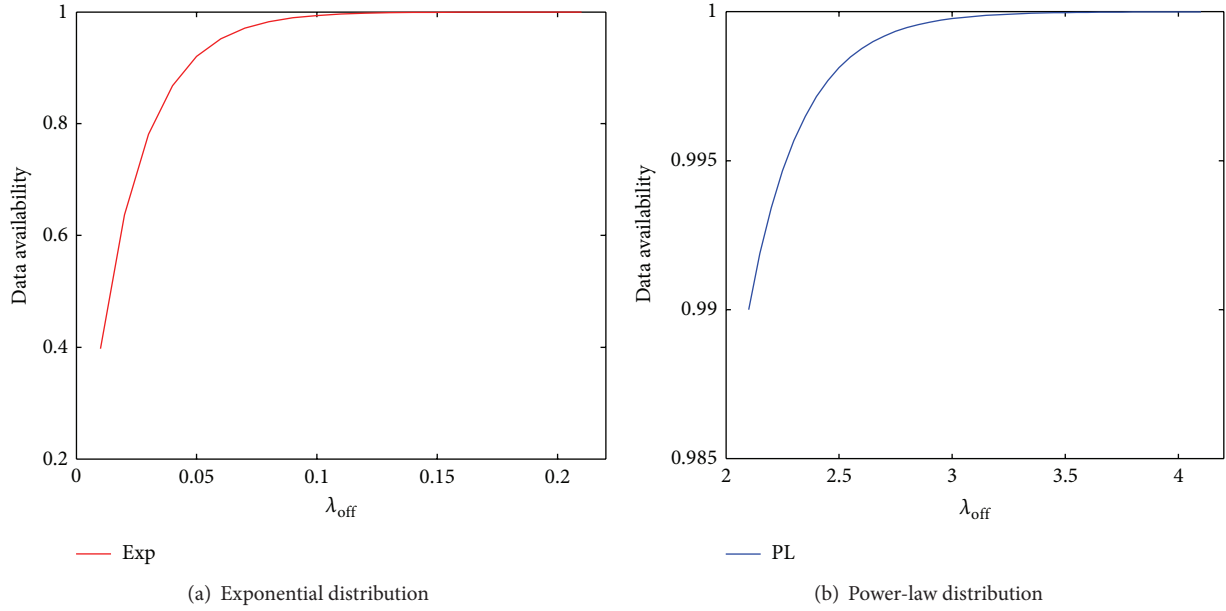 1
0.8
0.6
0.4
0.2
0
0.05
0.1
0.15
0.2
Data availability
λoff
Exp
(a) Exponential distribution
1
0.995
0.99
0.985
2
2.5
3
3.5
4
Data availability
λoff
PL
(b) Power-law distribution